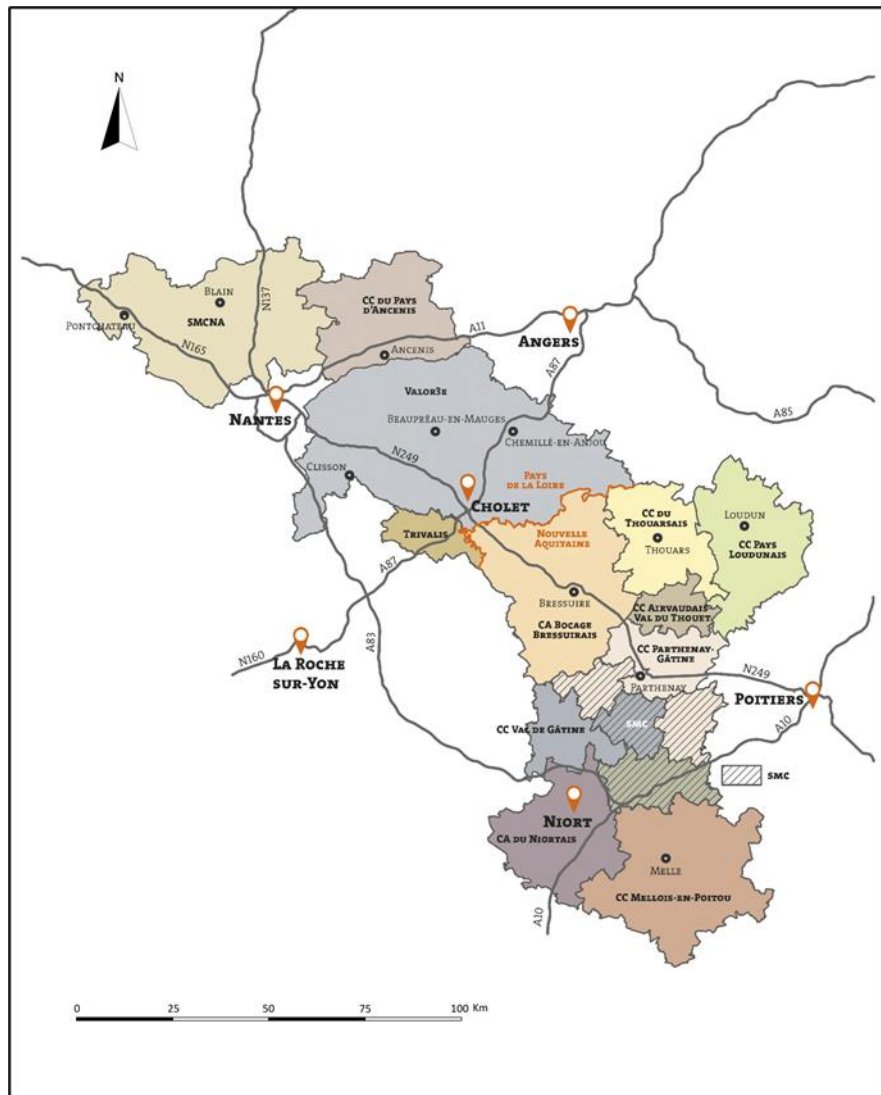 N
Blain
Pontchateau
SMCNA
N137
N165
CC du Pays
d'Ancenis
Ancenis
A11
Angers
A87
A85
Nantes
Valor3e
Beaupréau-en-Mauges
Chemillé-en-Anjou
N249
Clisson
Pays
de la Loire
Cholet
Trivalis
Nouvelle
Aquitaine
CC du
Thouarsais
Thouars
Loudun
CC Pays
Loudunais
A87
Bressuire
CA Bocage
Bressuirais
CC Airvaudais-
Val du Thouet
CC Parthenay-
Gâtine
Parthenay
N249
A83
N160
La Roche
sur-Yon
Poitiers
A10
CC Val de Gâtine
SMC
SMC
Niort
CA du Niortais
Melle
CC Mellois-en-Poitou
A10
0 25 50 75 100 Km